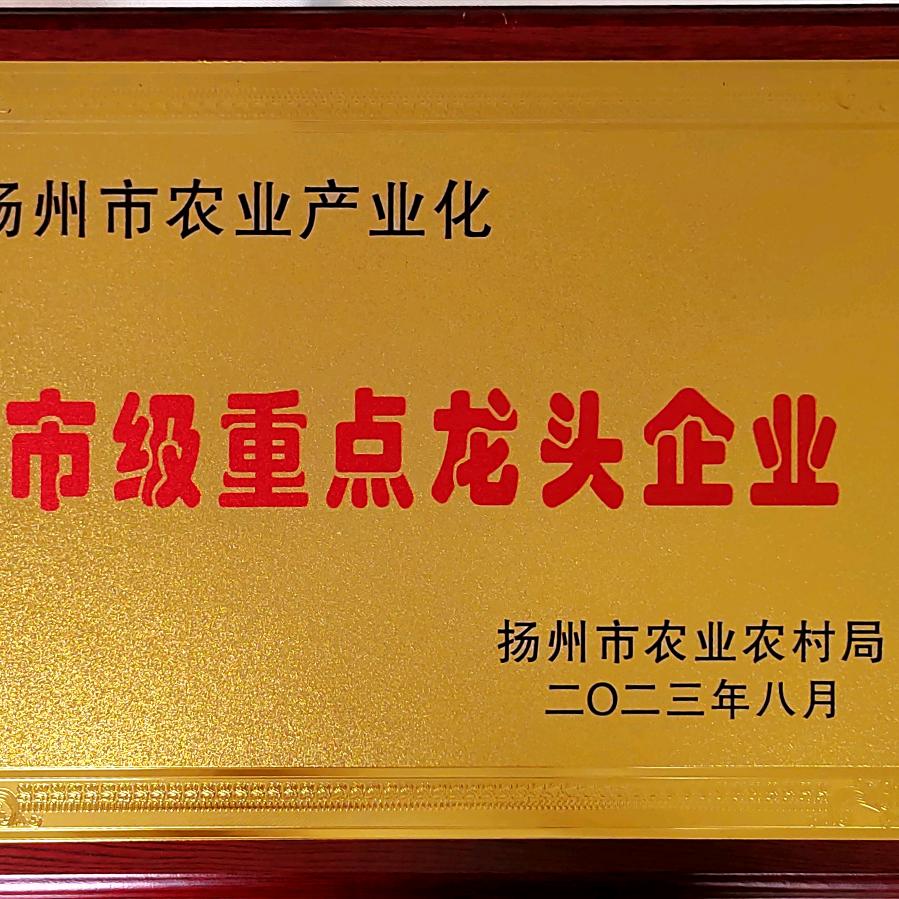 扬州市农业产业化
市级重点龙头企业
扬州市农业农村局
二〇二三年八月